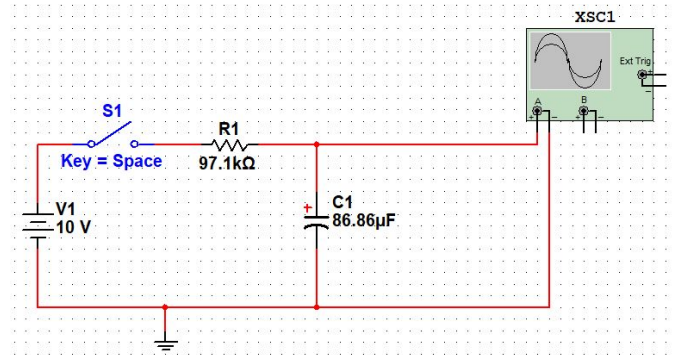 XSC1
Ext Trig
+
−
A
B
+ −
+ −
S1
Key = Space
R1
97.1kΩ
V1
10 V
+
C1
86.86µF